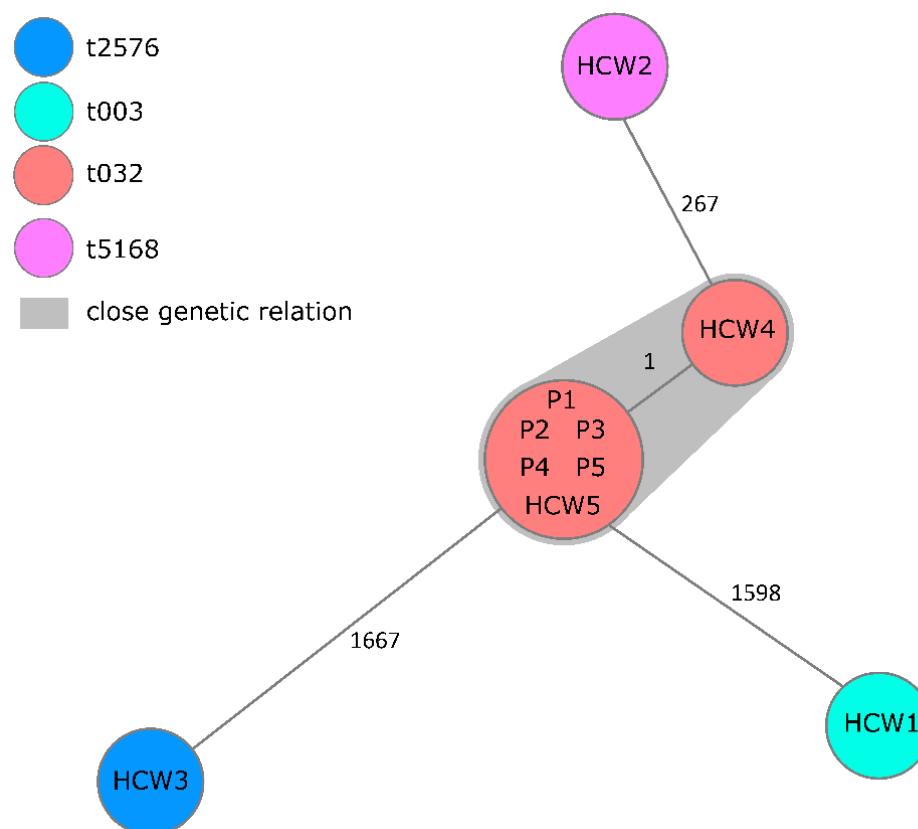 t2576
t003
t032
t5168
close genetic relation
HCW2
267
HCW4
1
P1
P2 P3
P4 P5
HCW5
1598
1667
HCW1
HCW3